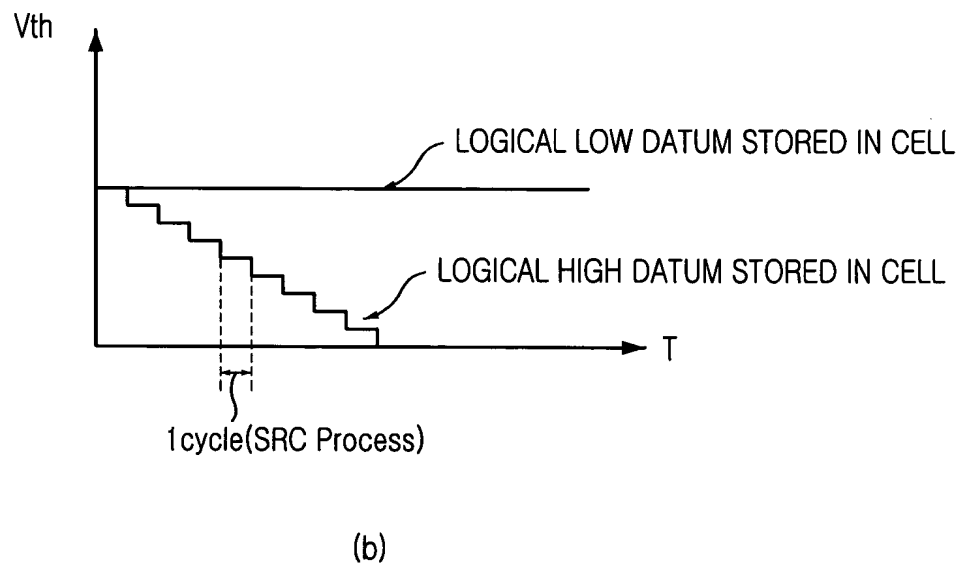 Vth
LOGICAL LOW DATUM STORED IN CELL
LOGICAL HIGH DATUM STORED IN CELL
T
1cycle(SRC Process)
(b)